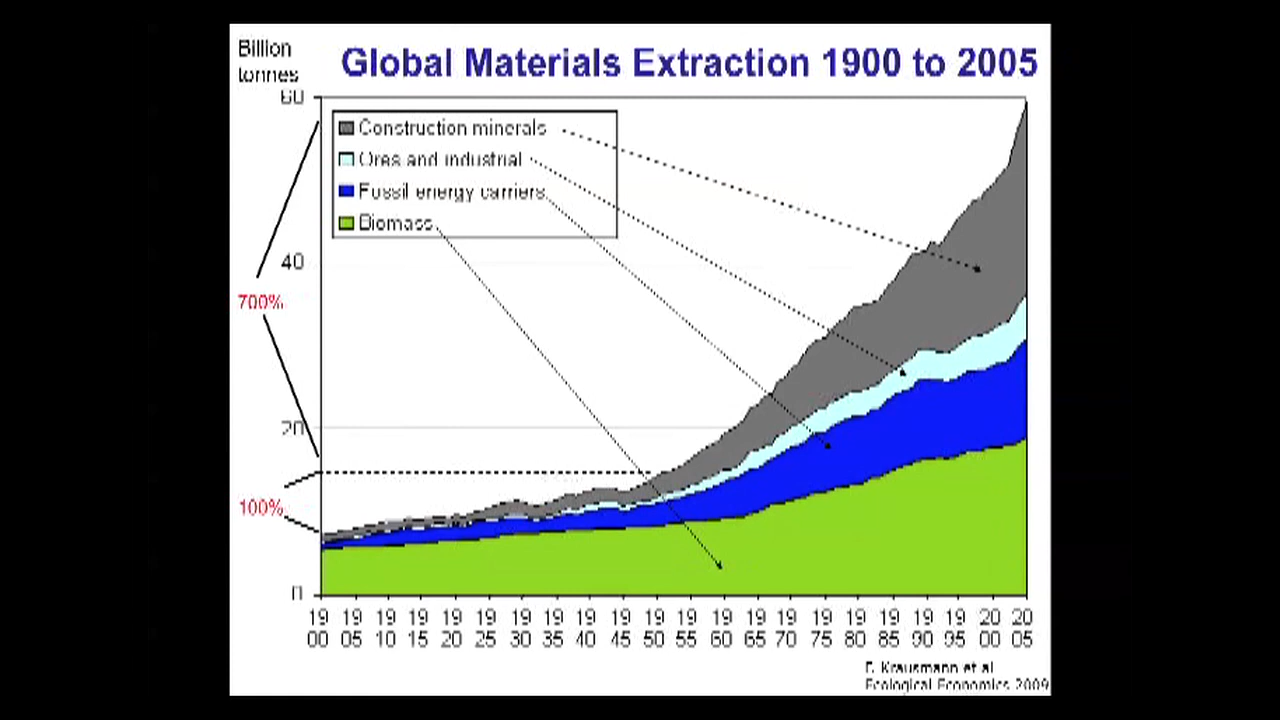 Billion
tonnes
Global Materials Extraction 1900 to 2005
60
Construction minerals
Ores and industrial
Fossil energy carriers
Biomass
40
700%
20
100%
0
19 19 19 19 19 19 19 19 19 19 19 19 19 19 19 19 19 19 19 19 20 20
00 05 10 15 20 25 30 35 40 45 50 55 60 65 70 75 80 85 90 95 00 05
F. Krausmann et al
Ecological Economics 2009